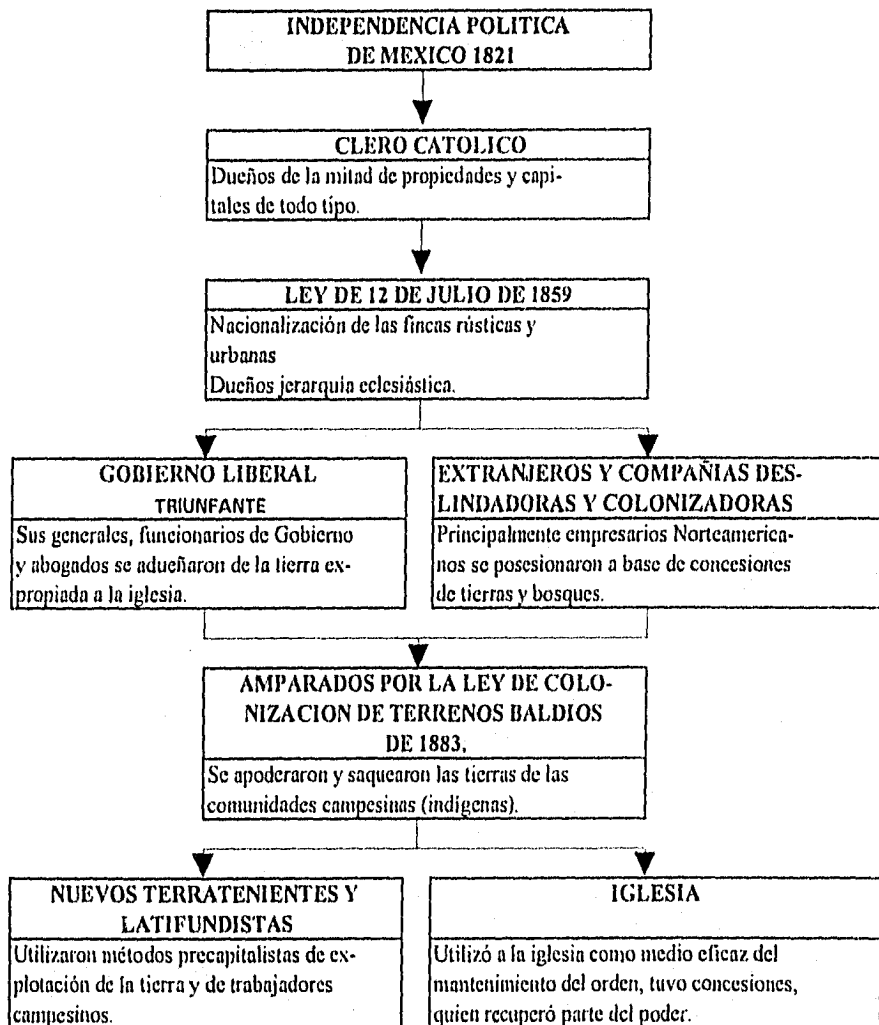 INDEPENDENCIA POLITICA
DE MEXICO 1821
CLERO CATOLICO
Dueños de la mitad de propiedades y capi-
tales de todo tipo.
LEY DE 12 DE JULIO DE 1859
Nacionalización de las fincas rústicas y
urbanas
Dueños jerarquía eclesiástica.
GOBIERNO LIBERAL
TRIUNFANTE
Sus generales, funcionarios de Gobierno
y abogados se adueñaron de la tierra ex-
propiada a la iglesia.
EXTRANJEROS Y COMPAÑIAS DES-
LINDADORAS Y COLONIZADORAS
Principalmente empresarios Norteamerica-
nos se posesionaron a base de concesiones
de tierras y bosques.
AMPARADOS POR LA LEY DE COLO-
NIZACION DE TERRENOS BALDIOS
DE 1883,
Se apoderaron y saquearon las tierras de las
comunidades campesinas (indígenas).
NUEVOS TERRATENIENTES Y
LATIFUNDISTAS
Utilizaron métodos precapitalistas de ex-
plotación de la tierra y de trabajadores
campesinos.
IGLESIA
Utilizó a la iglesia como medio eficaz del
mantenimiento del orden, tuvo concesiones,
quien recuperó parte del poder.